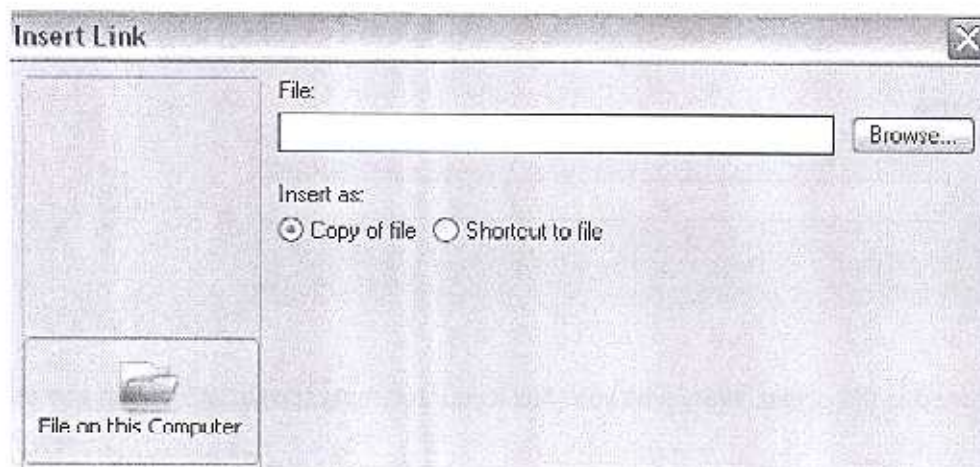 Insert Link
File:
Browse...
Insert as:
Copy of file Shortcut to file
File on this Computer